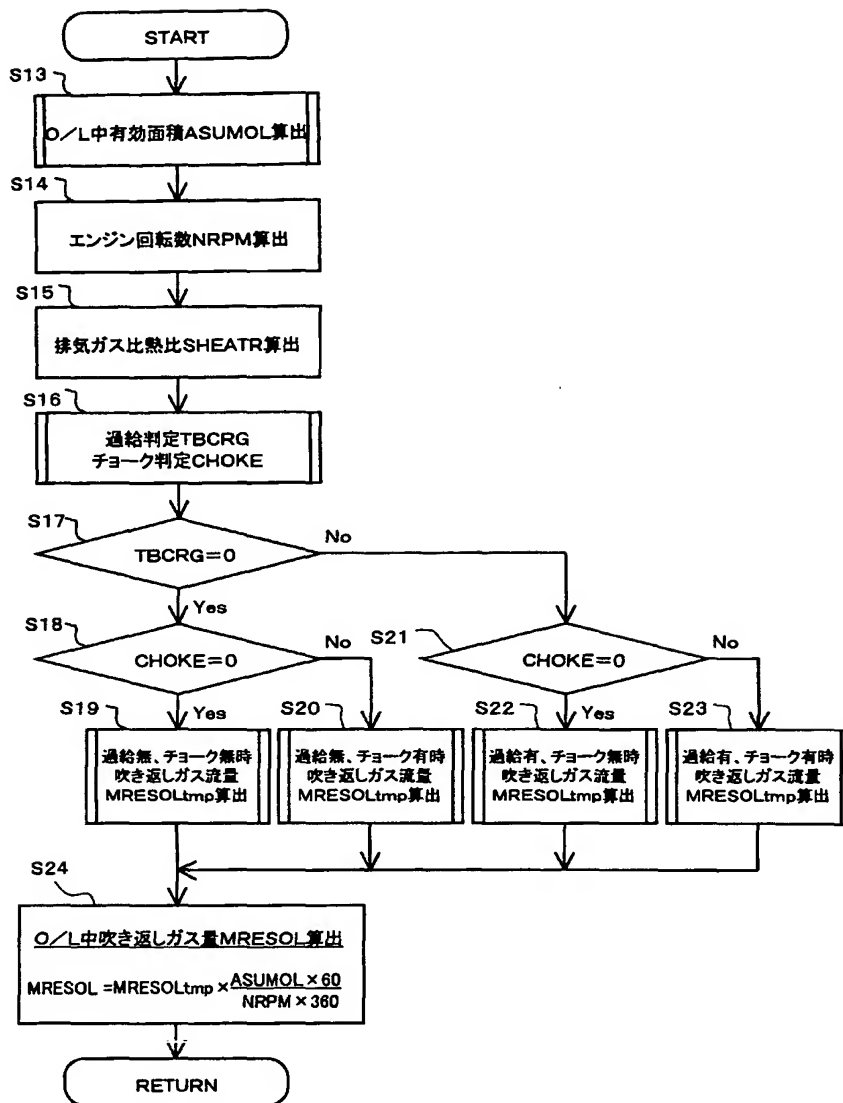 START
S13
O/L中有効面積ASUMOL算出
S14
エンジン回転数NRPM算出
S15
排気ガス比熱比SHEATR算出
S16
過給判定TBCRG
チョーク判定CHOKE
S17
TBCRG=0
No
Yes
S18
CHOKE=0
No
Yes
S21
CHOKE=0
No
Yes
S19
過給無、チョーク無時
吹き返しガス流量
MRESOLtmp算出
S20
過給無、チョーク有時
吹き返しガス流量
MRESOLtmp算出
S22
過給有、チョーク無時
吹き返しガス流量
MRESOLtmp算出
S23
過給有、チョーク有時
吹き返しガス流量
MRESOLtmp算出
S24
O/L中吹き返しガス量MRESOL算出
MRESOL =MRESOLtmp × ASUMOL × 60
NRPM × 360
RETURN